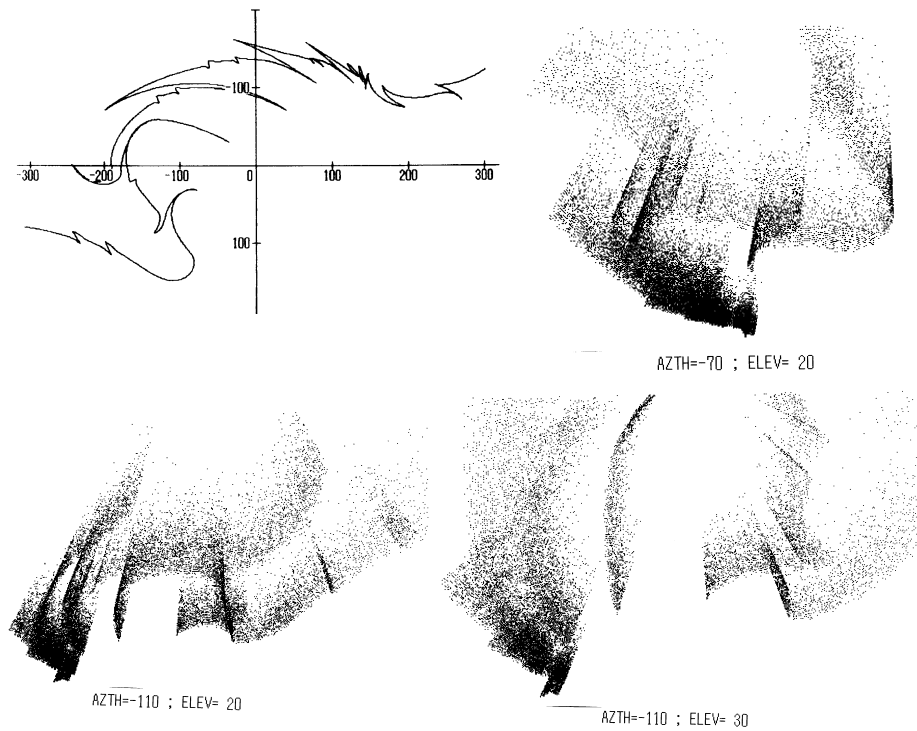 -100
-300 -200 -100 0 100 200 300
100
AZTH=-70 ; ELEV= 20
AZTH=-110 ; ELEV= 20
AZTH=-110 ; ELEV= 30